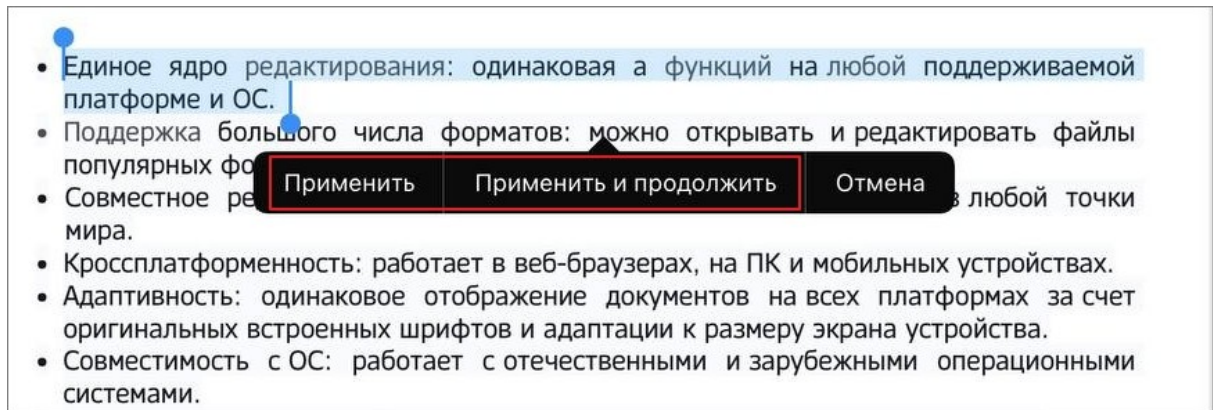 • Единое ядро редактирования: одинаковая а функций на любой поддерживаемой
платформе и ОС.
• Поддержка большого числа форматов: можно открывать и редактировать файлы
популярных фо
Применить Применить и продолжить Отмена
• Совместное ре любой точки
мира.
• Кроссплатформенность: работает в веб-браузерах, на ПК и мобильных устройствах.
• Адаптивность: одинаковое отображение документов на всех платформах за счет
оригинальных встроенных шрифтов и адаптации к размеру экрана устройства.
• Совместимость с ОС: работает с отечественными и зарубежными операционными
системами.